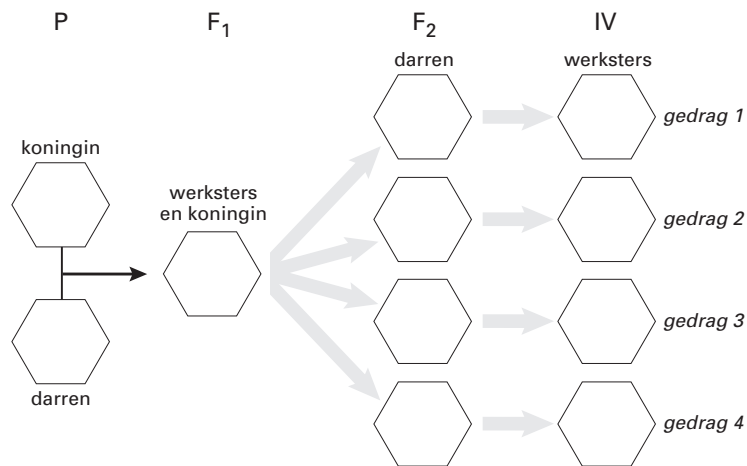 P F₁ F₂ IV
darren werksters
gedrag 1
koningin
werksters
en koningin
gedrag 2
gedrag 3
darren
gedrag 4